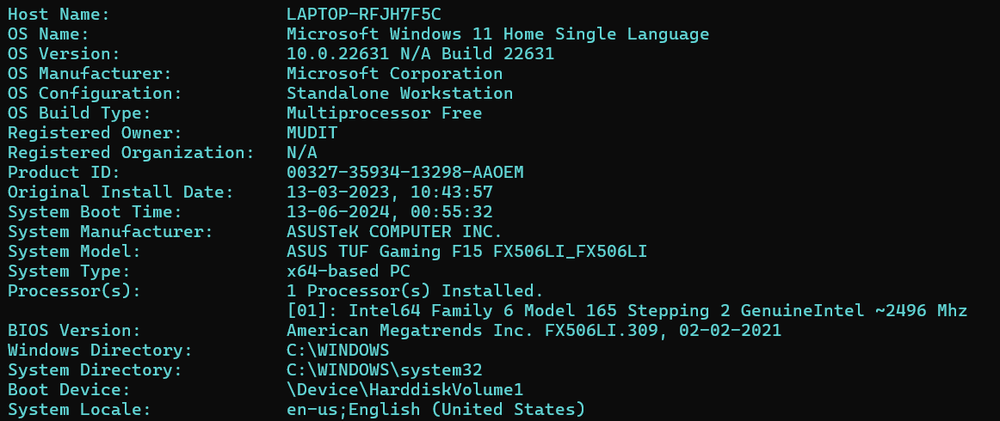 Host Name: LAPTOP-RFJH7F5C
OS Name: Microsoft Windows 11 Home Single Language
OS Version: 10.0.22631 N/A Build 22631
OS Manufacturer: Microsoft Corporation
OS Configuration: Standalone Workstation
OS Build Type: Multiprocessor Free
Registered Owner: MUDIT
Registered Organization: N/A
Product ID: 00327-35934-13298-AAOEM
Original Install Date: 13-03-2023, 10:43:57
System Boot Time: 13-06-2024, 00:55:32
System Manufacturer: ASUSTeK COMPUTER INC.
System Model: ASUS TUF Gaming F15 FX506LI_FX506LI
System Type: x64-based PC
Processor(s): 1 Processor(s) Installed.
[01]: Intel64 Family 6 Model 165 Stepping 2 GenuineIntel ~2496 Mhz
BIOS Version: American Megatrends Inc. FX506LI.309, 02-02-2021
Windows Directory: C:\WINDOWS
System Directory: C:\WINDOWS\system32
Boot Device: \Device\HarddiskVolume1
System Locale: en-us;English (United States)